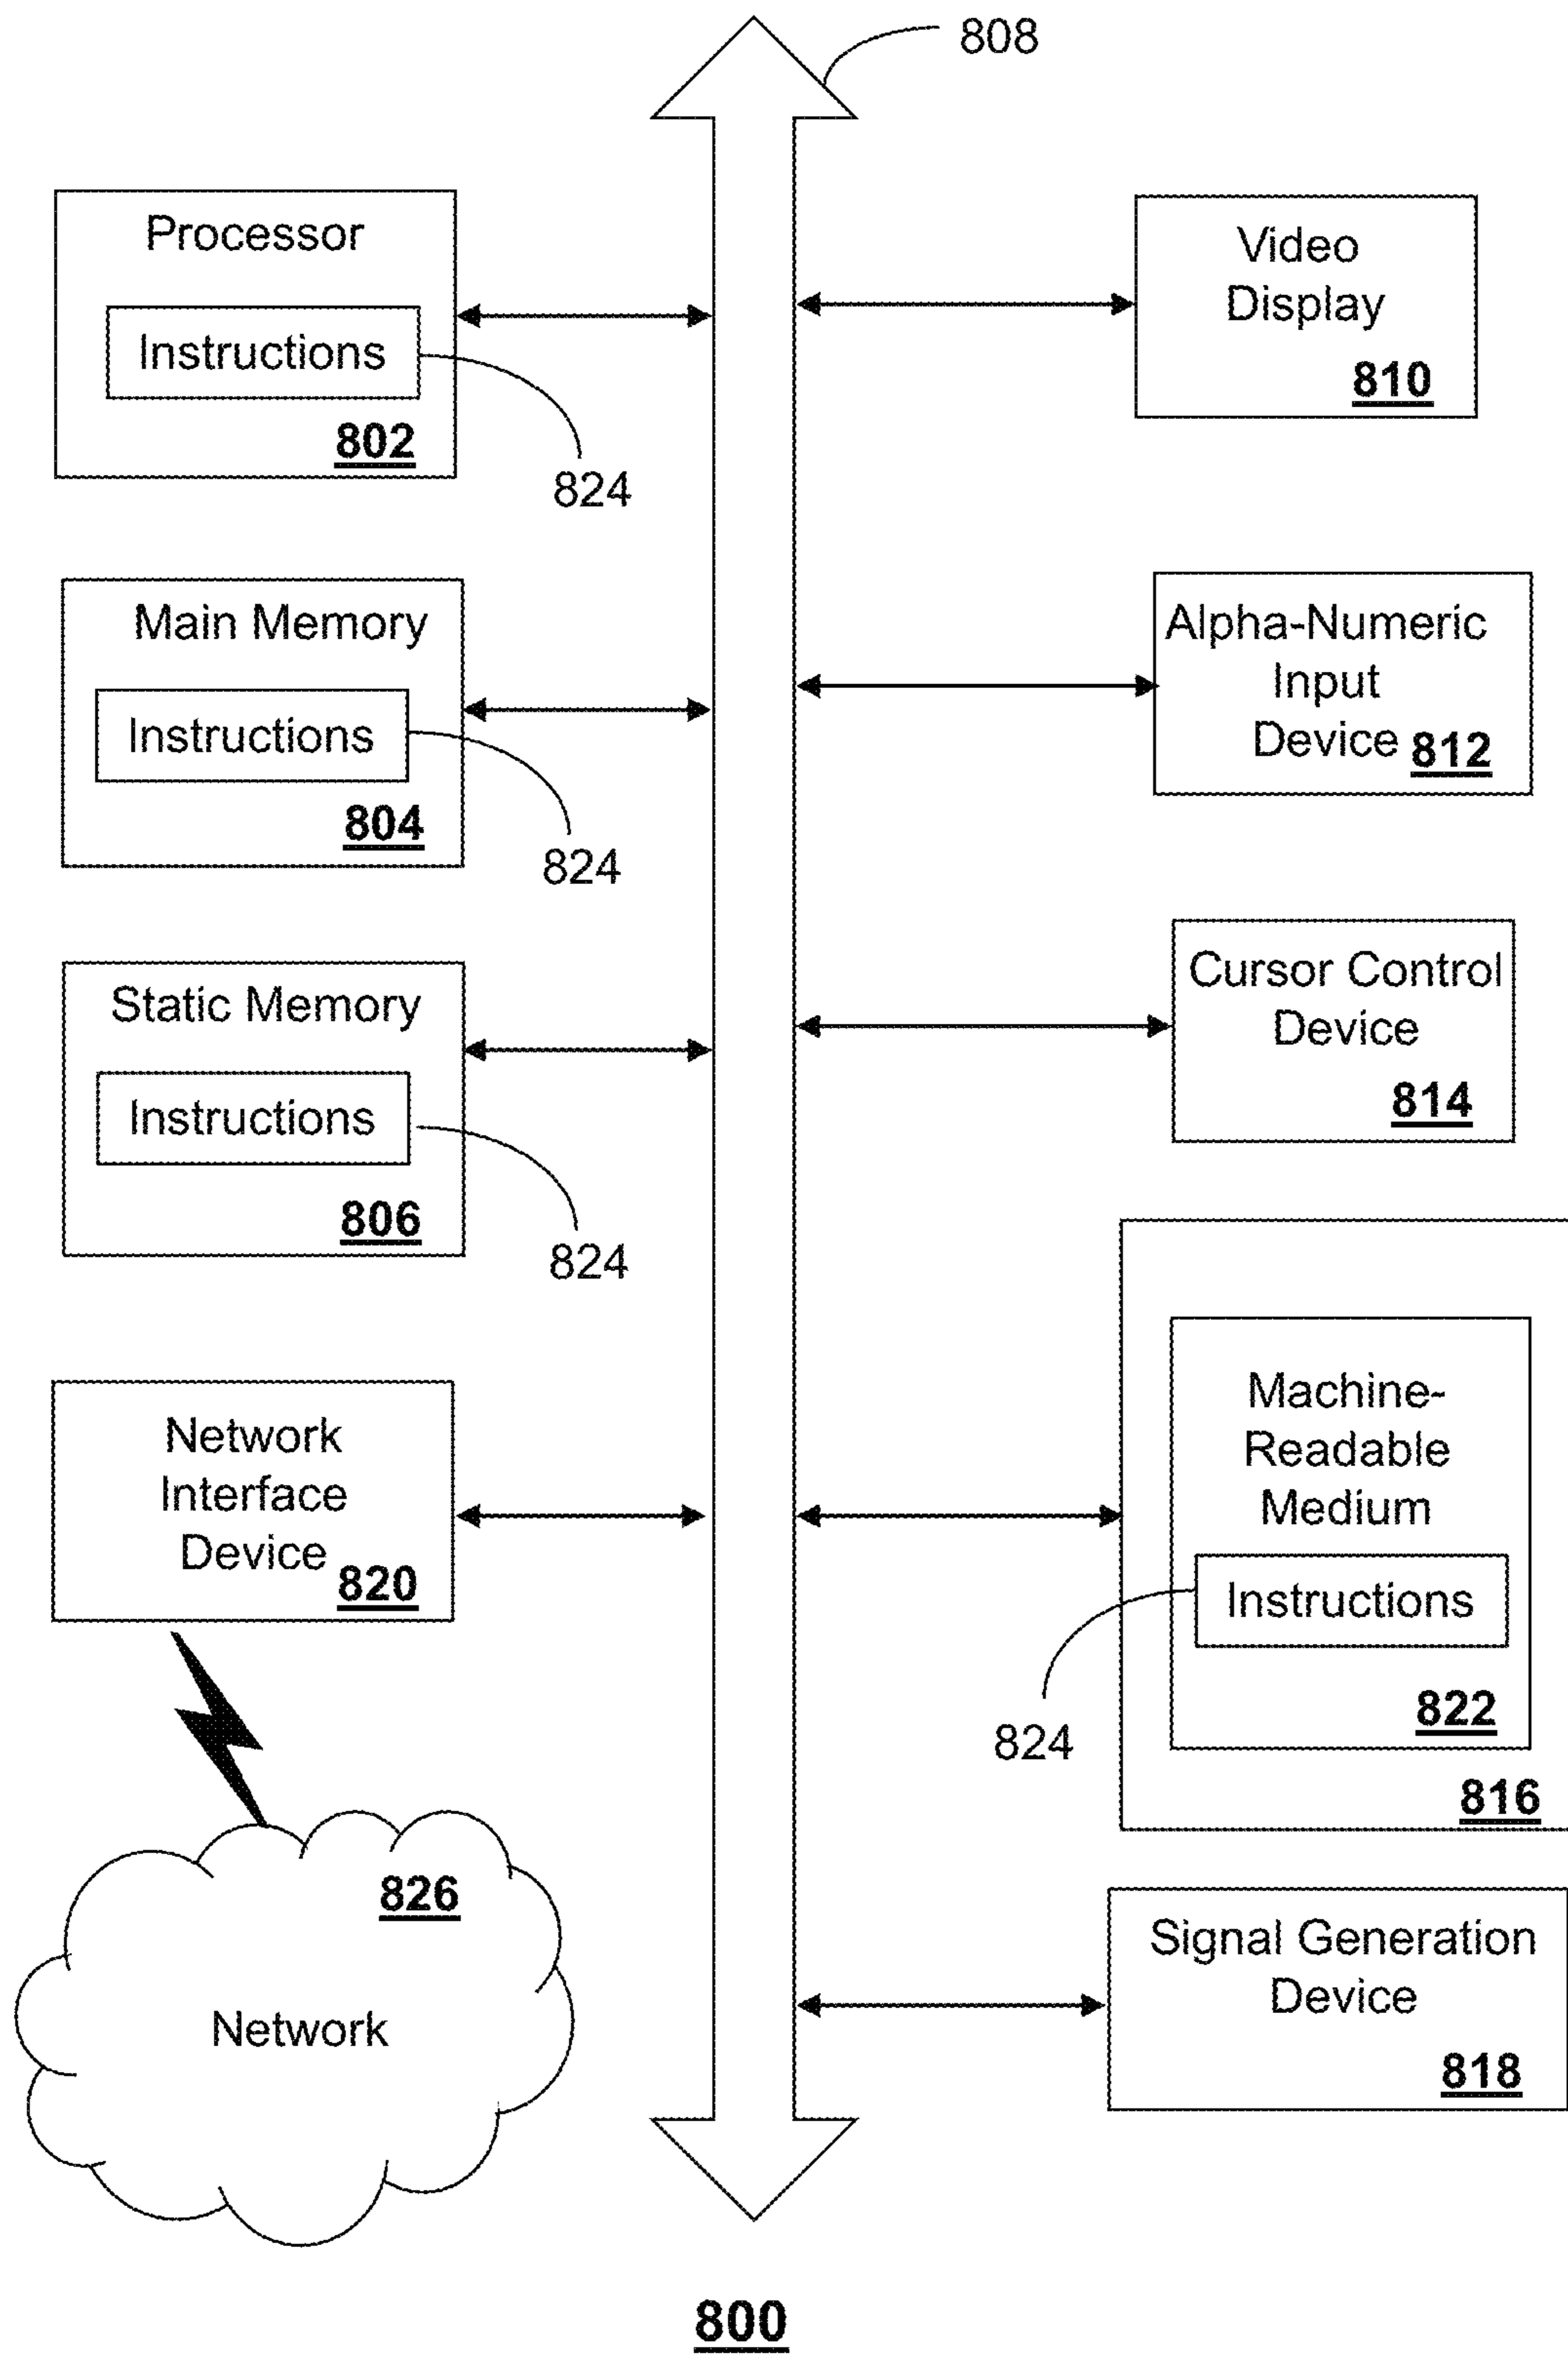 808
Processor
Instructions
802
824
Main Memory
Instructions
804
824
Static Memory
Instructions
806
824
Network
Interface
Device
820
826
Network
Video
Display
810
Alpha-Numeric
Input
Device 812
Cursor Control
Device
814
Machine-
Readable
Medium
Instructions
822
824
816
Signal Generation
Device
818
800